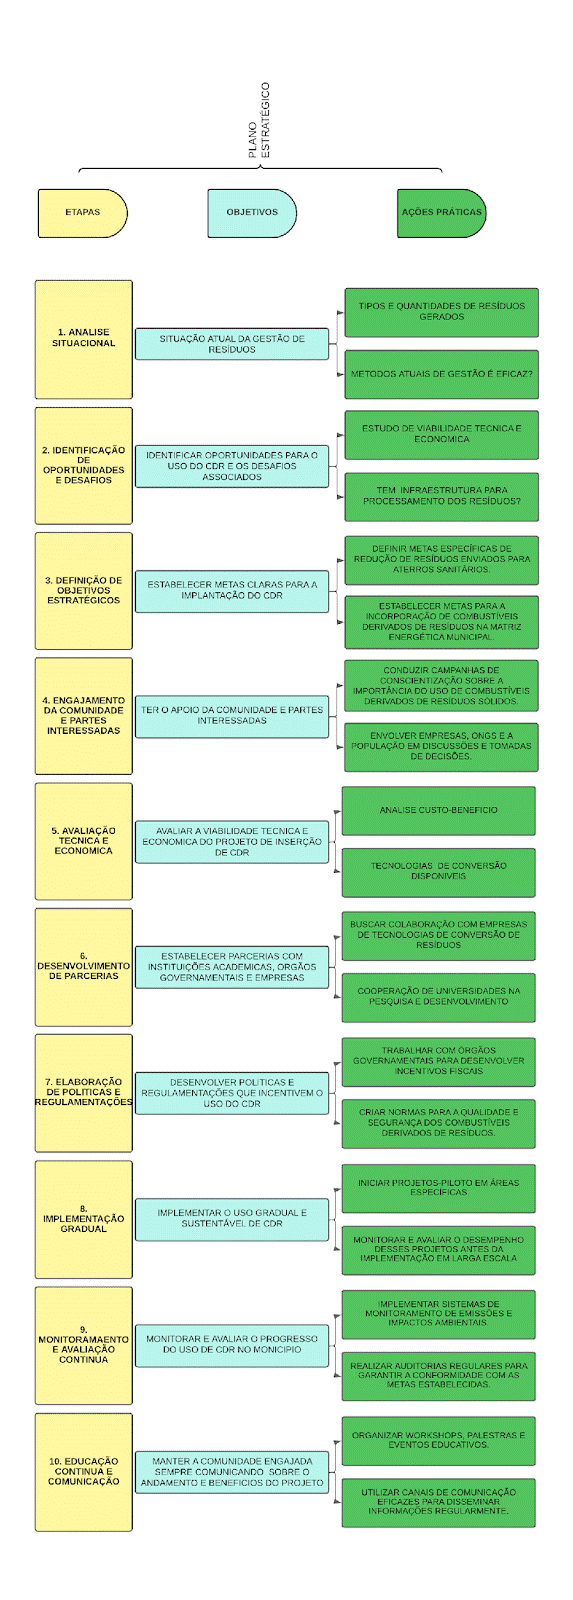 PLANO
ESTRATÉGICO
ETAPAS
OBJETIVOS
AÇÕES PRÁTICAS
1. ANALISE
SITUACIONAL
SITUAÇÃO ATUAL DA GESTÃO DE
RESÍDUOS
TIPOS E QUANTIDADES DE RESÍDUOS
GERADOS
METODOS ATUAIS DE GESTÃO É EFICAZ?
2. IDENTIFICAÇÃO
DE
OPORTUNIDADES
E DESAFIOS
IDENTIFICAR OPORTUNIDADES PARA O
USO DO CDR E OS DESAFIOS
ASSOCIADOS
ESTUDO DE VIABILIDADE TECNICA E
ECONOMICA
TEM INFRAESTRUTURA PARA
PROCESSAMENTO DOS RESÍDUOS?
3. DEFINIÇÃO DE
OBJETIVOS
ESTRATÉGICOS
ESTABELECER METAS CLARAS PARA A
IMPLANTAÇÃO DO CDR
DEFINIR METAS ESPECÍFICAS DE
REDUÇÃO DE RESÍDUOS ENVIADOS PARA
ATERROS SANITÁRIOS.
ESTABELECER METAS PARA A
INCORPORAÇÃO DE COMBUSTÍVEIS
DERIVADOS DE RESÍDUOS NA MATRIZ
ENERGÉTICA MUNICIPAL.
4. ENGAJAMENTO
DA COMUNIDADE
E PARTES
INTERESSADAS
TER O APOIO DA COMUNIDADE E PARTES
INTERESSADAS
CONDUZIR CAMPANHAS DE
CONSCIENTIZAÇÃO SOBRE A
IMPORTÂNCIA DO USO DE COMBUSTÍVEIS
DERIVADOS DE RESÍDUOS SÓLIDOS.
ENVOLVER EMPRESAS, ONGS E A
POPULAÇÃO EM DISCUSSÕES E TOMADAS
DE DECISÕES.
5. AVALIAÇÃO
TECNICA E
ECONOMICA
AVALIAR A VIABILIDADE TECNICA E
ECONOMICA DO PROJETO DE INSERÇÃO
DE CDR
ANALISE CUSTO-BENEFICIO
TECNOLOGIAS DE CONVERSÃO
DISPONIVEIS
6.
DESENVOLVIMENTO
DE PARCERIAS
ESTABELECER PARCERIAS COM
INSTITUIÇÕES ACADEMICAS, ORGÃOS
GOVERNAMENTAIS E EMPRESAS
BUSCAR COLABORAÇÃO COM EMPRESAS
DE TECNOLOGIAS DE CONVERSÃO DE
RESÍDUOS
COOPERAÇÃO DE UNIVERSIDADES NA
PESQUISA E DESENVOLVIMENTO
7. ELABORAÇÃO
DE POLITICAS E
REGULAMENTAÇÕES
DESENVOLVER POLITICAS E
REGULAMENTAÇÕES QUE INCENTIVEM O
USO DO CDR
TRABALHAR COM ÓRGÃOS
GOVERNAMENTAIS PARA DESENVOLVER
INCENTIVOS FISCAIS
CRIAR NORMAS PARA A QUALIDADE E
SEGURANÇA DOS COMBUSTÍVEIS
DERIVADOS DE RESÍDUOS.
8.
IMPLEMENTAÇÃO
GRADUAL
IMPLEMENTAR O USO GRADUAL E
SUSTENTÁVEL DE CDR
INICIAR PROJETOS-PILOTO EM ÁREAS
ESPECÍFICAS
MONITORAR E AVALIAR O DESEMPENHO
DESSES PROJETOS ANTES DA
IMPLEMENTAÇÃO EM LARGA ESCALA
9.
MONITORAMAENTO
E AVALIAÇÃO
CONTINUA
MONITORAR E AVALIAR O PROGRESSO
DO USO DE CDR NO MONICIPIO
IMPLEMENTAR SISTEMAS DE
MONITORAMENTO DE EMISSÕES E
IMPACTOS AMBIENTAIS
REALIZAR AUDITORIAS REGULARES PARA
GARANTIR A CONFORMIDADE COM AS
METAS ESTABELECIDAS.
10. EDUCAÇÃO
CONTINUA E
COMUNICAÇÃO
MANTER A COMUNIDADE ENGAJADA
SEMPRE COMUNICANDO SOBRE O
ANDAMENTO E BENEFICIOS DO PROJETO
ORGANIZAR WORKSHOPS, PALESTRAS E
EVENTOS EDUCATIVOS.
UTILIZAR CANAIS DE COMUNICAÇÃO
EFICAZES PARA DISSEMINAR
INFORMAÇÕES REGULARMENTE.